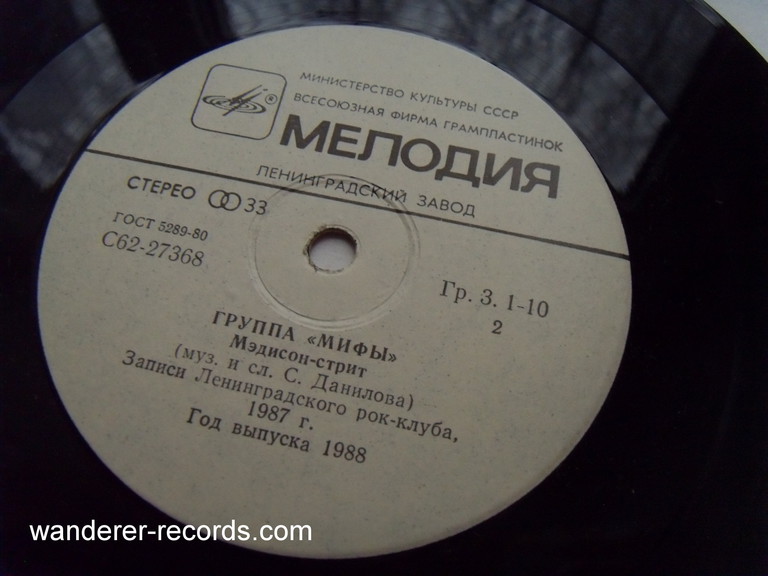 МИНИСТЕРСТВО КУЛЬТУРЫ СССР
ВСЕСОЮЗНАЯ ФИРМА ГРАМПЛАСТИНОК
МЕЛОДИЯ
®
ЛЕНИНГРАДСКИЙ ЗАВОД
СТЕРЕО 33
ГОСТ 5289-80
С62-27368
Гр. 3. 1-10
2
ГРУППА «МИФЫ»
Мэдисон-стрит
(муз. и сл. С. Данилова)
Записи Ленинградского рок-клуба,
1987 г.
Год выпуска 1988
wanderer-records.com